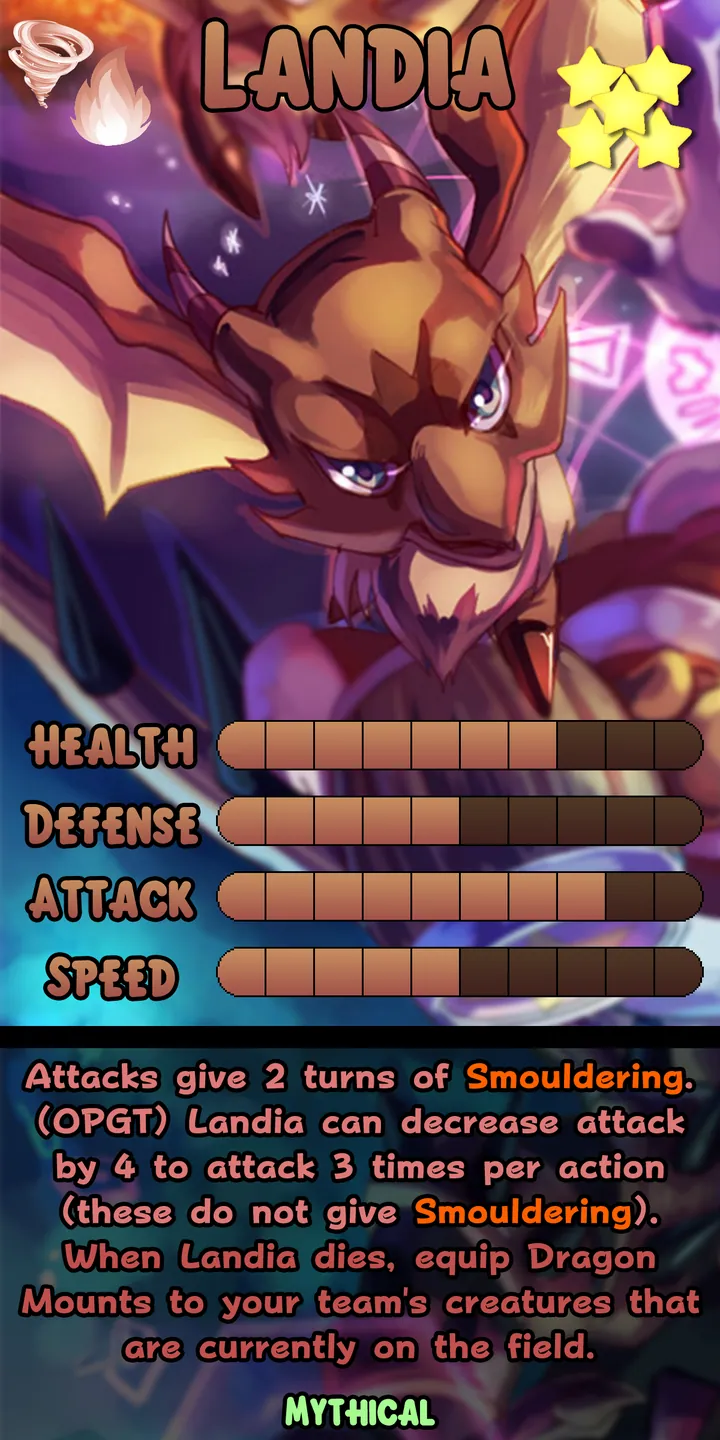 LANDIA
HEALTH
DEFENSE
ATTACK
SPEED
Attacks give 2 turns of Smouldering.
(OPGT) Landia can decrease attack
by 4 to attack 3 times per action
(these do not give Smouldering).
When Landia dies, equip Dragon
Mounts to your team's creatures that
are currently on the field.
MYTHICAL